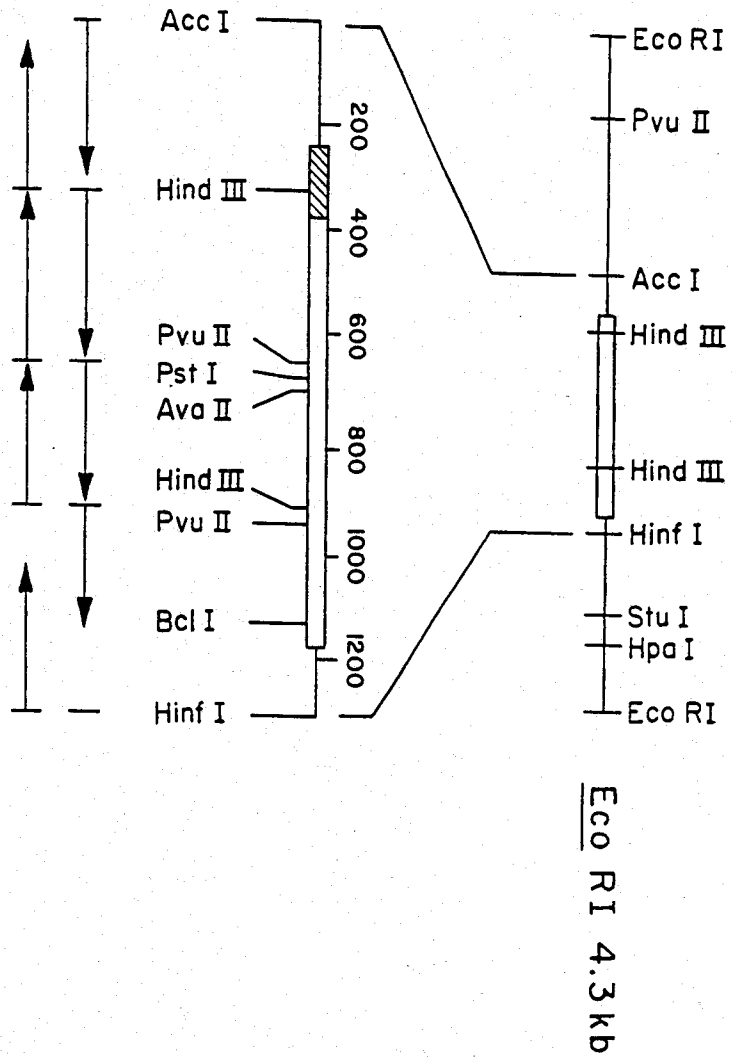 Acc I
200
Hind III
400
Pvu II
600
Pst I
Ava II
800
Hind III
Pvu II
1000
Bcl I
1200
Hinf I
Eco RI
Pvu II
Acc I
Hind III
Hind III
Hinf I
Stu I
Hpa I
Eco RI
Eco RI 4.3 kb